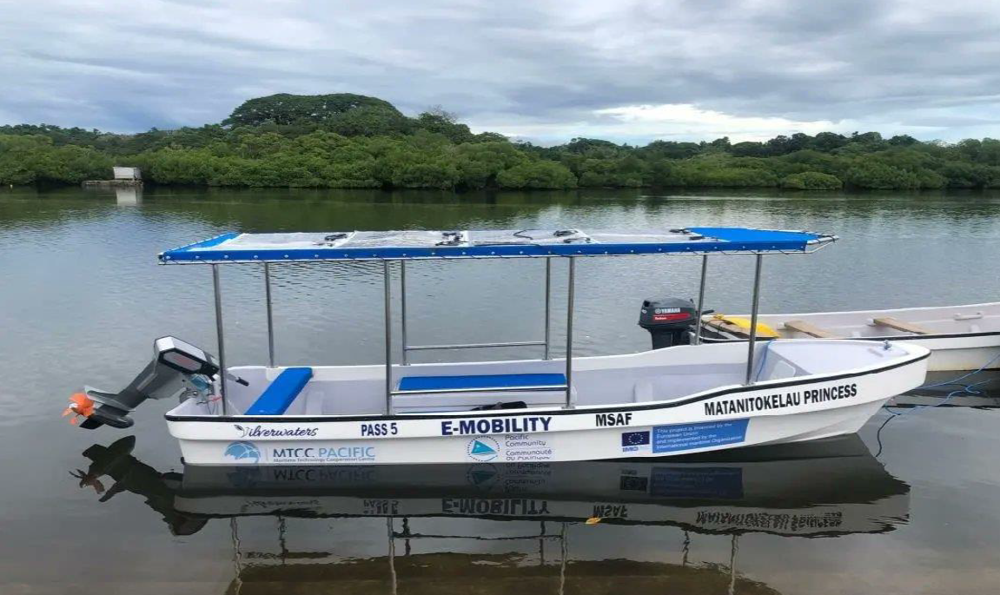 YAMAHA
MATANITOKELAU PRINCESS
Silverwaters
PASS 5
E-MOBILITY
MSAF
MTCC PACIFIC
Maritime Technology Cooperation Centre
Pacific
Community
Communauté
du Pacifique
IMO
This project is financed by the
European Union
and implemented by the
International Maritime Organization